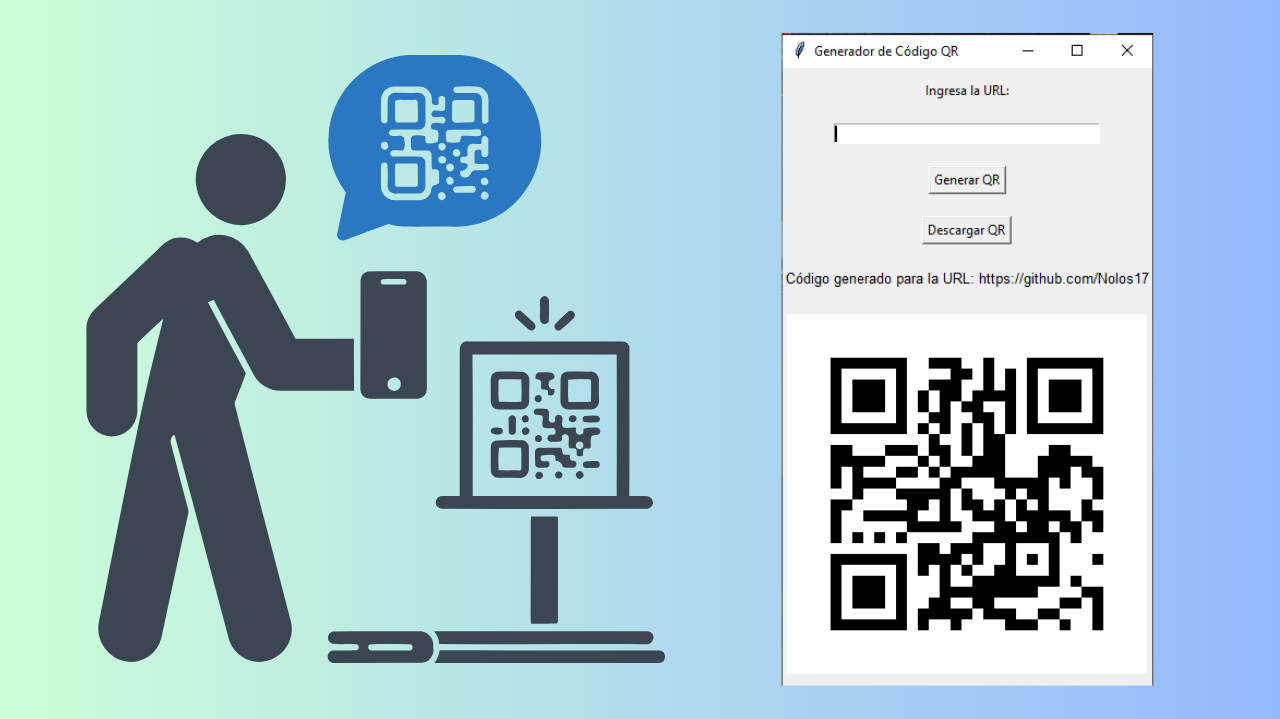 Generador de Código QR
Ingresa la URL:
Generar QR
Descargar QR
Código generado para la URL: https://github.com/Nolos17